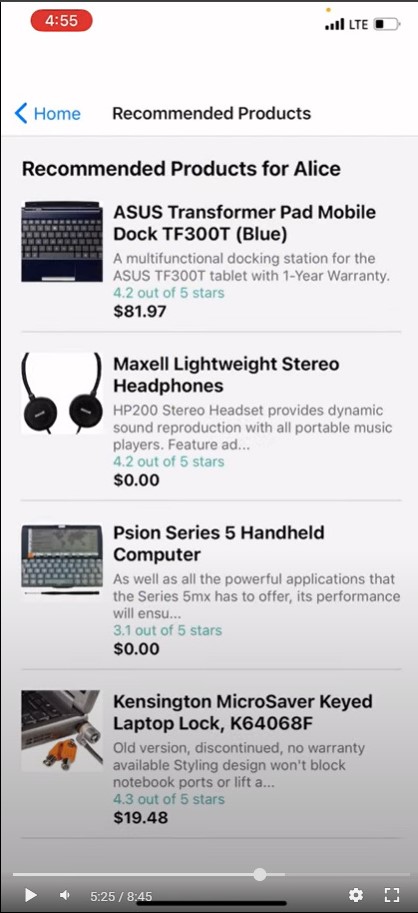 4:55
LTE
Home
Recommended Products
Recommended Products for Alice
ASUS Transformer Pad Mobile
Dock TF300T (Blue)
A multifunctional docking station for the
ASUS TF300T tablet with 1-Year Warranty.
4.2 out of 5 stars
$81.97
Maxell Lightweight Stereo
Headphones
HP200 Stereo Headset provides dynamic
sound reproduction with all portable music
players. Feature ad...
4.2 out of 5 stars
$0.00
Psion Series 5 Handheld
Computer
As well as all the powerful applications that
the Series 5mx has to offer, its performance
will ensu...
3.1 out of 5 stars
$0.00
Kensington MicroSaver Keyed
Laptop Lock, K64068F
Old version, discontinued, no warranty
available Styling design won't block
notebook ports or lift a...
4.3 out of 5 stars
$19.48
5:25 / 8:45